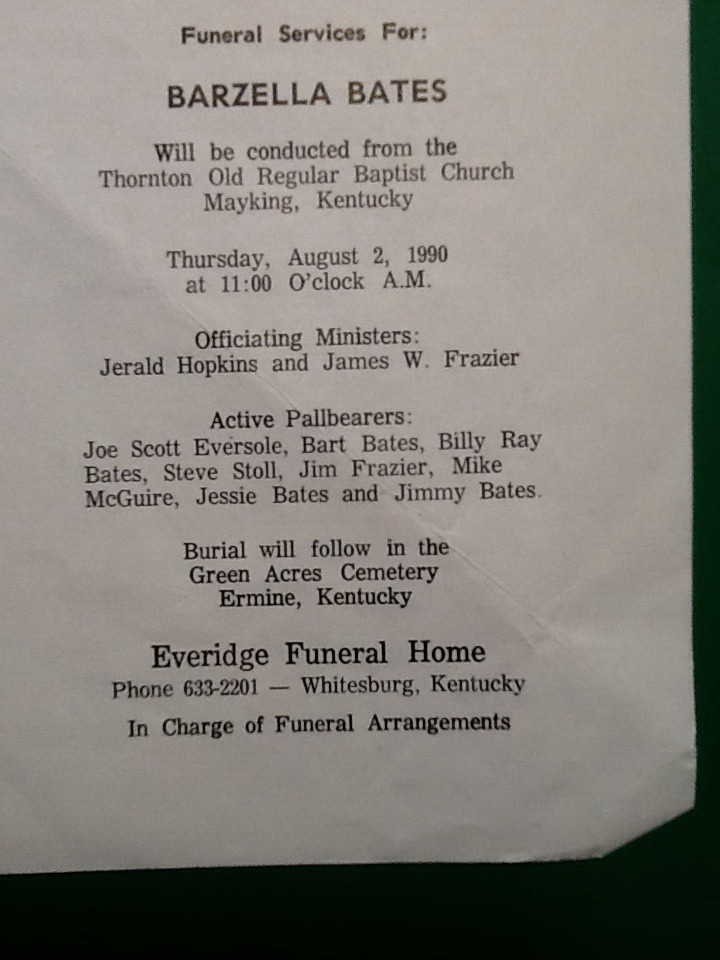 Funeral Services For:
BARZELLA BATES
Will be conducted from the
Thornton Old Regular Baptist Church
Mayking, Kentucky
Thursday, August 2, 1990
at 11:00 O'clock A.M.
Officiating Ministers:
Jerald Hopkins and James W. Frazier
Active Pallbearers:
Joe Scott Eversole, Bart Bates, Billy Ray
Bates, Steve Stoll, Jim Frazier, Mike
McGuire, Jessie Bates and Jimmy Bates.
Burial will follow in the
Green Acres Cemetery
Ermine, Kentucky
Everidge Funeral Home
Phone 633-2201 — Whitesburg, Kentucky
In Charge of Funeral Arrangements